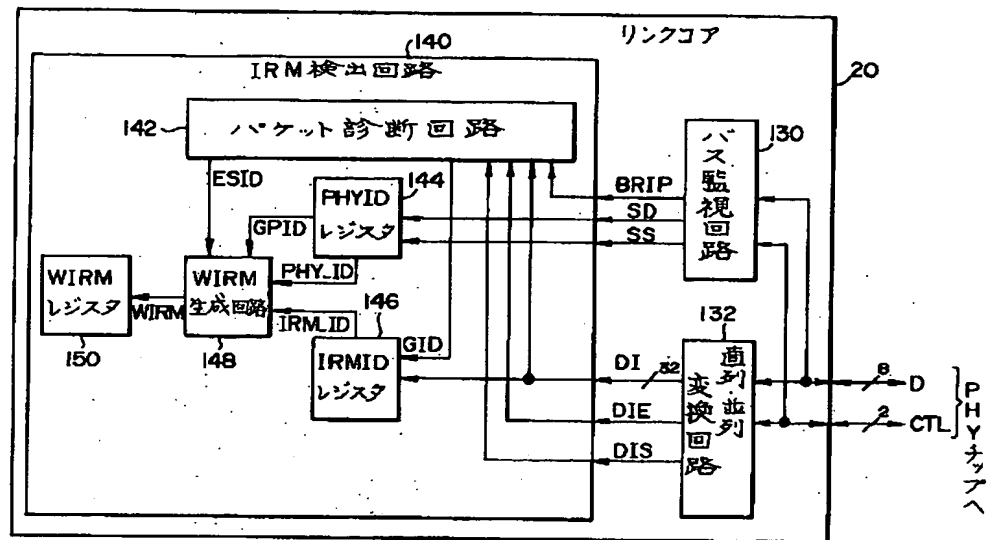 リンクコア
20
140
IRM検出回路
142
パケット診断回路
ESID
144
PHYID
レジスタ
GPID
PHY_ID
BRIP
SD
SS
130
バス監視回路
WIRM
レジスタ
150
WIRM
WIRM
生成回路
148
IRM_ID
146
IRMID
レジスタ
GID
132
直列・並列
変換回路
DI
32
DIE
DIS
8
D
2
CTL
PHYチップへ